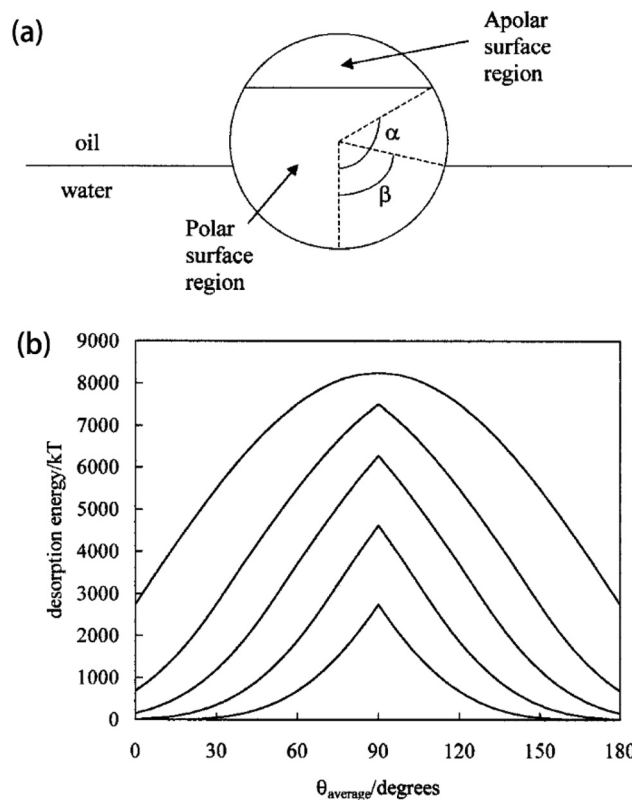 (a)
Apolar
surface
region
α
oil
water
β
Polar
surface
region
(b)
9000
8000
7000
6000
5000
4000
3000
2000
1000
0
desorption energy/kT
0 30 60 90 120 150 180
θaverage/degrees